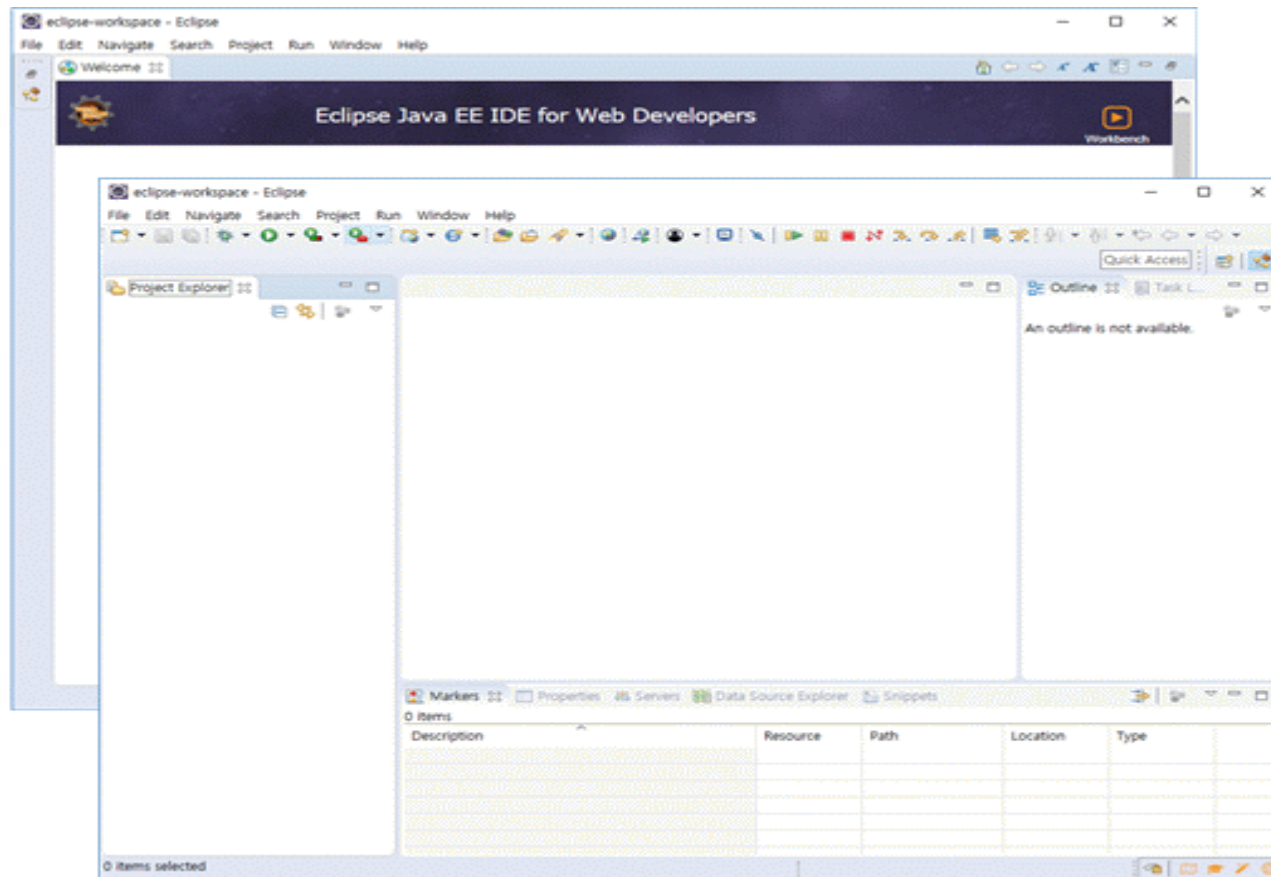 eclipse-workspace - Eclipse
File Edit Navigate Search Project Run Window Help
Welcome
Eclipse Java EE IDE for Web Developers
Workbench
eclipse-workspace - Eclipse
File Edit Navigate Search Project Run Window Help
Quick Access
Project Explorer
Outline Task L...
An outline is not available.
Markers Properties Servers Data Source Explorer Snippets
0 items
Description Resource Path Location Type
0 items selected